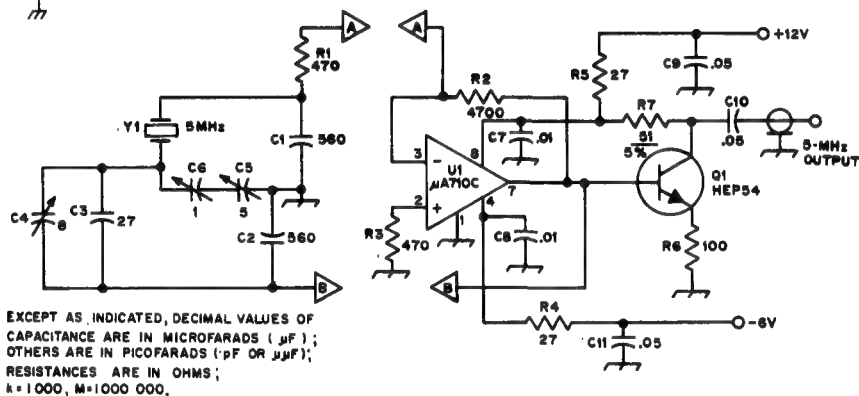 A
A
+12V
R1
470
R2
4700
R5
27
C9
.05
R7
51
5%
C10
.05
5-MHz
OUTPUT
Y1
5MHz
C1
560
C7
.01
3
-
8
U1
µA710C
7
2
+
4
1
Q1
HEP54
C6
1
C5
5
C4
8
C3
27
C2
560
R3
470
C8
.01
R6
100
B
B
R4
27
C11
.05
-6V
EXCEPT AS INDICATED, DECIMAL VALUES OF
CAPACITANCE ARE IN MICROFARADS ( µF ) ;
OTHERS ARE IN PICOFARADS ( pF OR µµF);
RESISTANCES ARE IN OHMS ;
k = 1000, M=1000 000.